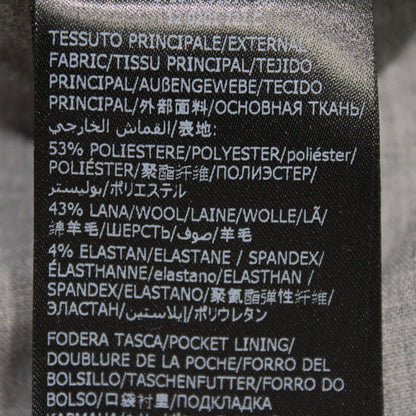 TESSUTO PRINCIPALE/EXTERNAL
FABRIC/TISSU PRINCIPAL/TEJIDO
PRINCIPAL/AUßENGEWEBE/TECIDO
PRINCIPAL/外部面料/ОСНОВНАЯ ТКАНЬ/
القماش الخارجي/表地:
53% POLIESTERE/POLYESTER/poliéster/
POLIÉSTER/聚酯纤维/ПОЛИЭСТЕР/
بوليستر/ポリエステル
43% LANA/WOOL/LAINE/WOLLE/LÃ/
绵羊毛/ШЕРСТЬ/صوف/羊毛
4% ELASTAN/ELASTANE / SPANDEX/
ÉLASTHANNE/elastano/ELASTHAN /
SPANDEX/ELASTANO/聚氨酯弹性纤维/
ЭЛАСТАН/إيلاستين/ポリウレタン
FODERA TASCA/POCKET LINING/
DOUBLURE DE LA POCHE/FORRO DEL
BOLSILLO/TASCHENFUTTER/FORRO DO
BOLSO/口袋衬里/ПОДКЛАДКА